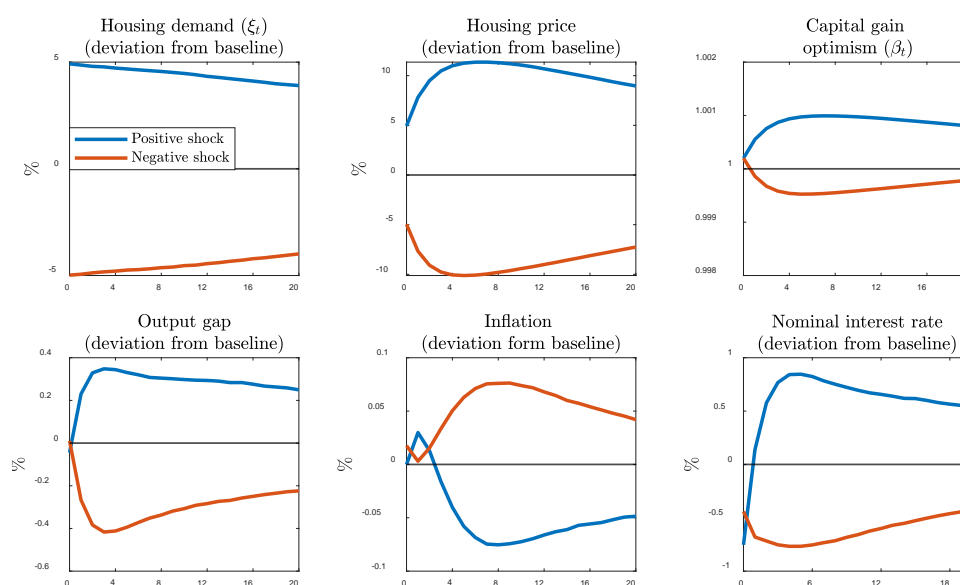 Housing demand (ξt)
(deviation from baseline)
5
0
-5
%
Positive shock
Negative shock
0 4 8 12 16 20
Housing price
(deviation from baseline)
10
5
0
-5
-10
%
0 4 8 12 16 20
Capital gain
optimism (βt)
1.002
1.001
1
0.999
0.998
0 4 8 12 16
Output gap
(deviation from baseline)
0.4
0.2
0
-0.2
-0.4
-0.6
%
0 4 8 12 16 20
Inflation
(deviation form baseline)
0.1
0.05
0
-0.05
-0.1
%
0 4 8 12 16 20
Nominal interest rate
(deviation from baseline)
1
0.5
0
-0.5
-1
%
0 6 12 18